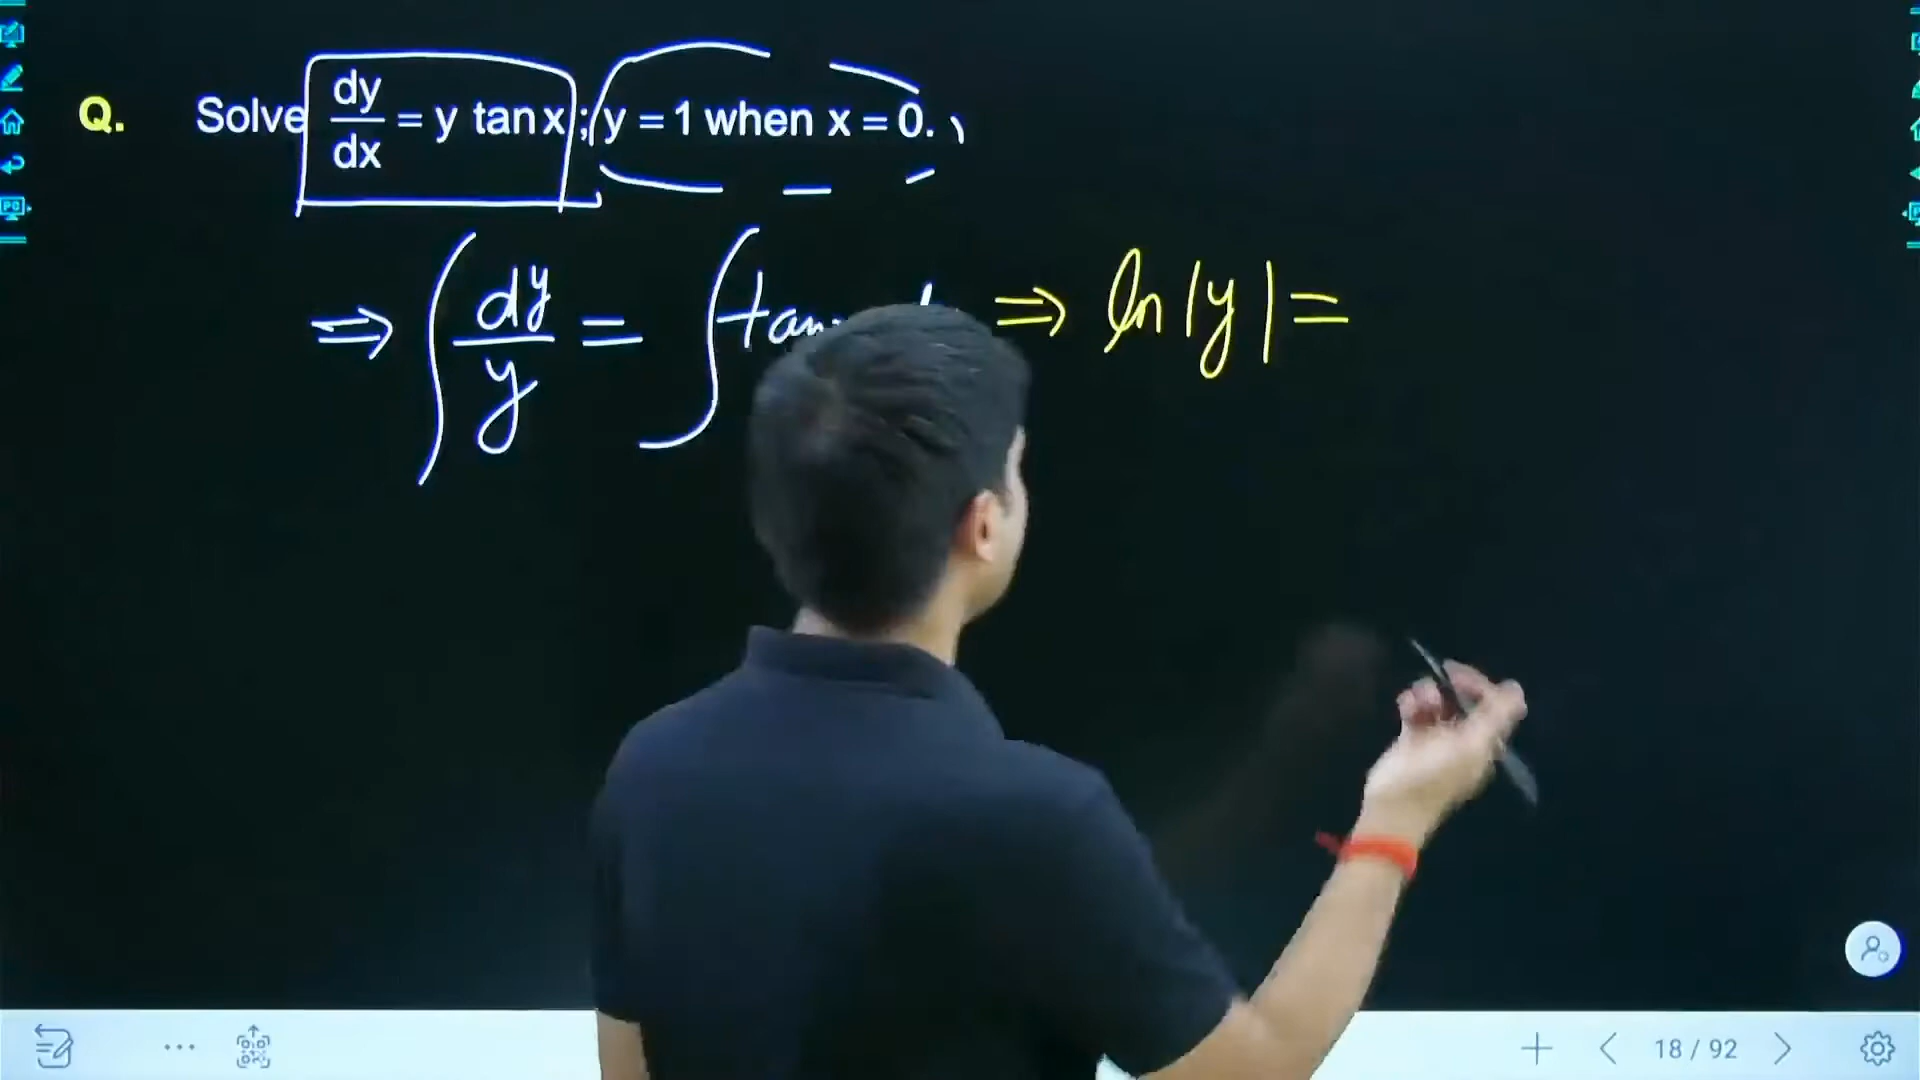 Q. Solve dy/dx = y tan x ; y = 1 when x = 0.
⇒ ∫ dy/y = ∫ tan ⇒ ln |y| =
18 / 92